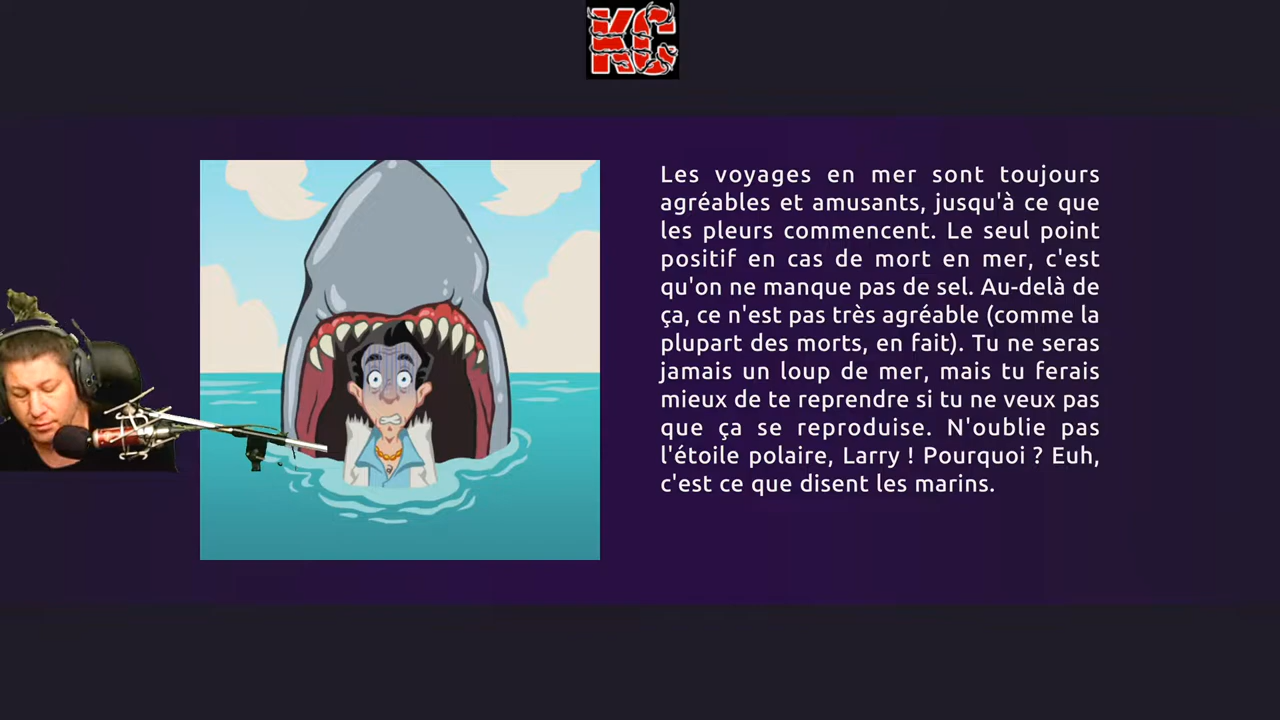 KC
Les voyages en mer sont toujours
agréables et amusants, jusqu'à ce que
les pleurs commencent. Le seul point
positif en cas de mort en mer, c'est
qu'on ne manque pas de sel. Au-delà de
ça, ce n'est pas très agréable (comme la
plupart des morts, en fait). Tu ne seras
jamais un loup de mer, mais tu ferais
mieux de te reprendre si tu ne veux pas
que ça se reproduise. N'oublie pas
l'étoile polaire, Larry ! Pourquoi ? Euh,
c'est ce que disent les marins.